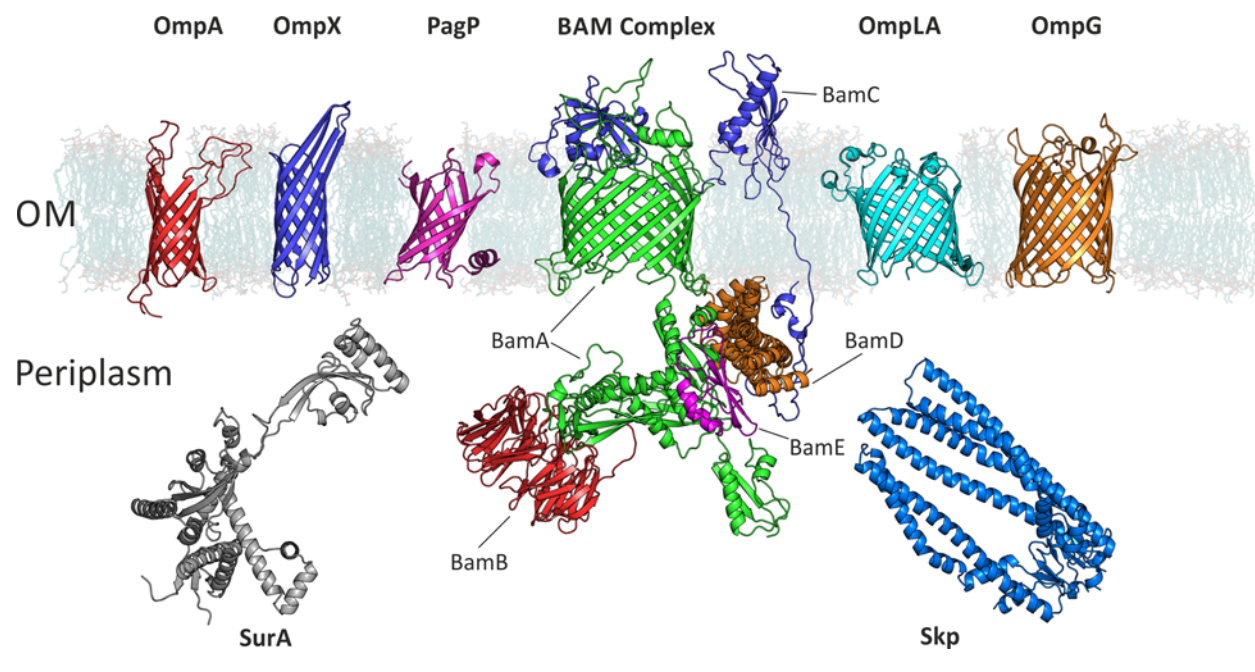 OmpA OmpX PagP BAM Complex OmpLA OmpG
BamC
OM
BamA
BamD
Periplasm
BamE
BamB
SurA
Skp